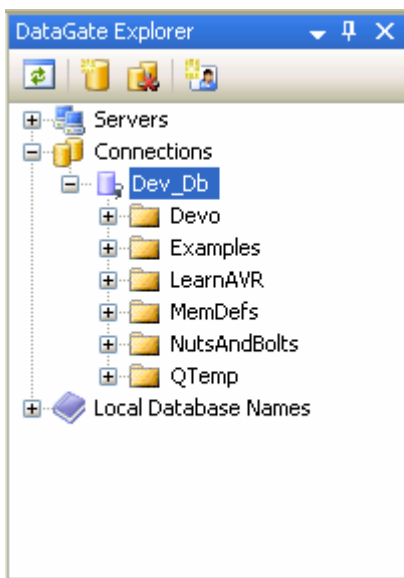 DataGate Explorer
Servers
Connections
Dev_Db
Devo
Examples
LearnAVR
MemDefs
NutsAndBolts
QTemp
Local Database Names